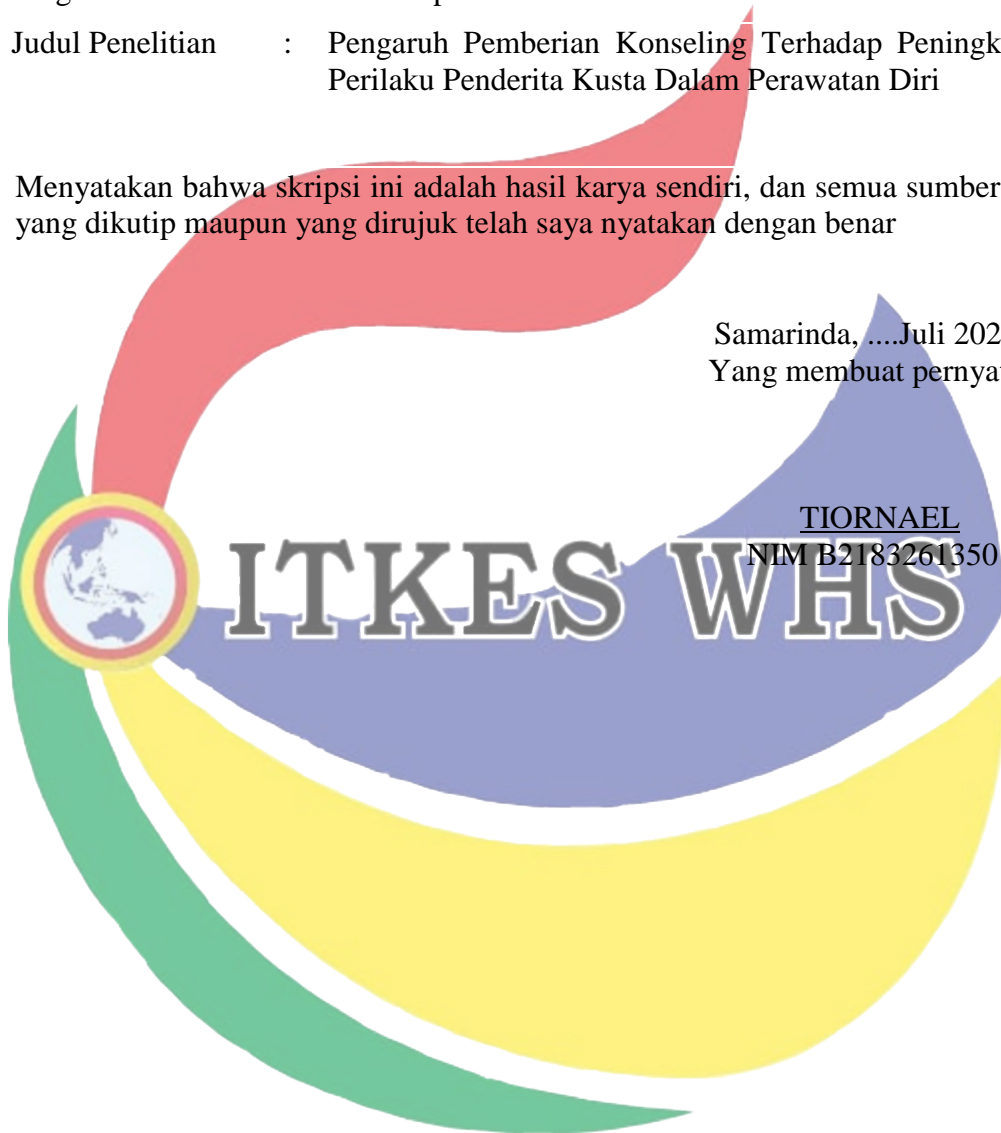 Judul Penelitian : Pengaruh Pemberian Konseling Terhadap Peningk
Perilaku Penderita Kusta Dalam Perawatan Diri
Menyatakan bahwa skripsi ini adalah hasil karya sendiri, dan semua sumber
yang dikutip maupun yang dirujuk telah saya nyatakan dengan benar
Samarinda, ....Juli 202
Yang membuat pernya
TIORNAEL
NIM B2183261350
ITKES WHS